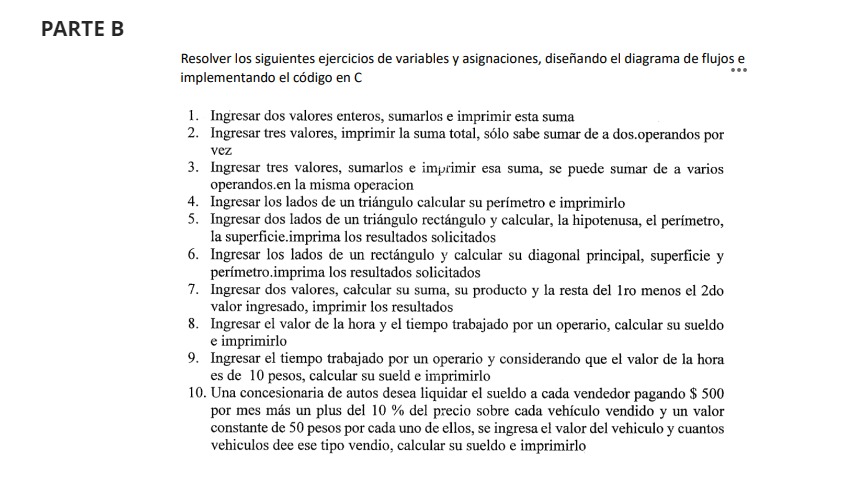 PARTE B
Resolver los siguientes ejercicios de variables y asignaciones, diseñando el diagrama de flujos e
implementando el código en C
1. Ingresar dos valores enteros, sumarlos e imprimir esta suma
2. Ingresar tres valores, imprimir la suma total, sólo sabe sumar de a dos.operandos por
vez
3. Ingresar tres valores, sumarlos e imprimir esa suma, se puede sumar de a varios
operandos.en la misma operacion
4. Ingresar los lados de un triángulo calcular su perímetro e imprimirlo
5. Ingresar dos lados de un triángulo rectángulo y calcular, la hipotenusa, el perímetro,
la superficie.imprima los resultados solicitados
6. Ingresar los lados de un rectángulo y calcular su diagonal principal, superficie y
perímetro.imprima los resultados solicitados
7. Ingresar dos valores, calcular su suma, su producto y la resta del 1ro menos el 2do
valor ingresado, imprimir los resultados
8. Ingresar el valor de la hora y el tiempo trabajado por un operario, calcular su sueldo
e imprimirlo
9. Ingresar el tiempo trabajado por un operario y considerando que el valor de la hora
es de 10 pesos, calcular su sueld e imprimirlo
10. Una concesionaria de autos desea liquidar el sueldo a cada vendedor pagando $ 500
por mes más un plus del 10 % del precio sobre cada vehículo vendido y un valor
constante de 50 pesos por cada uno de ellos, se ingresa el valor del vehiculo y cuantos
vehiculos dee ese tipo vendio, calcular su sueldo e imprimirlo